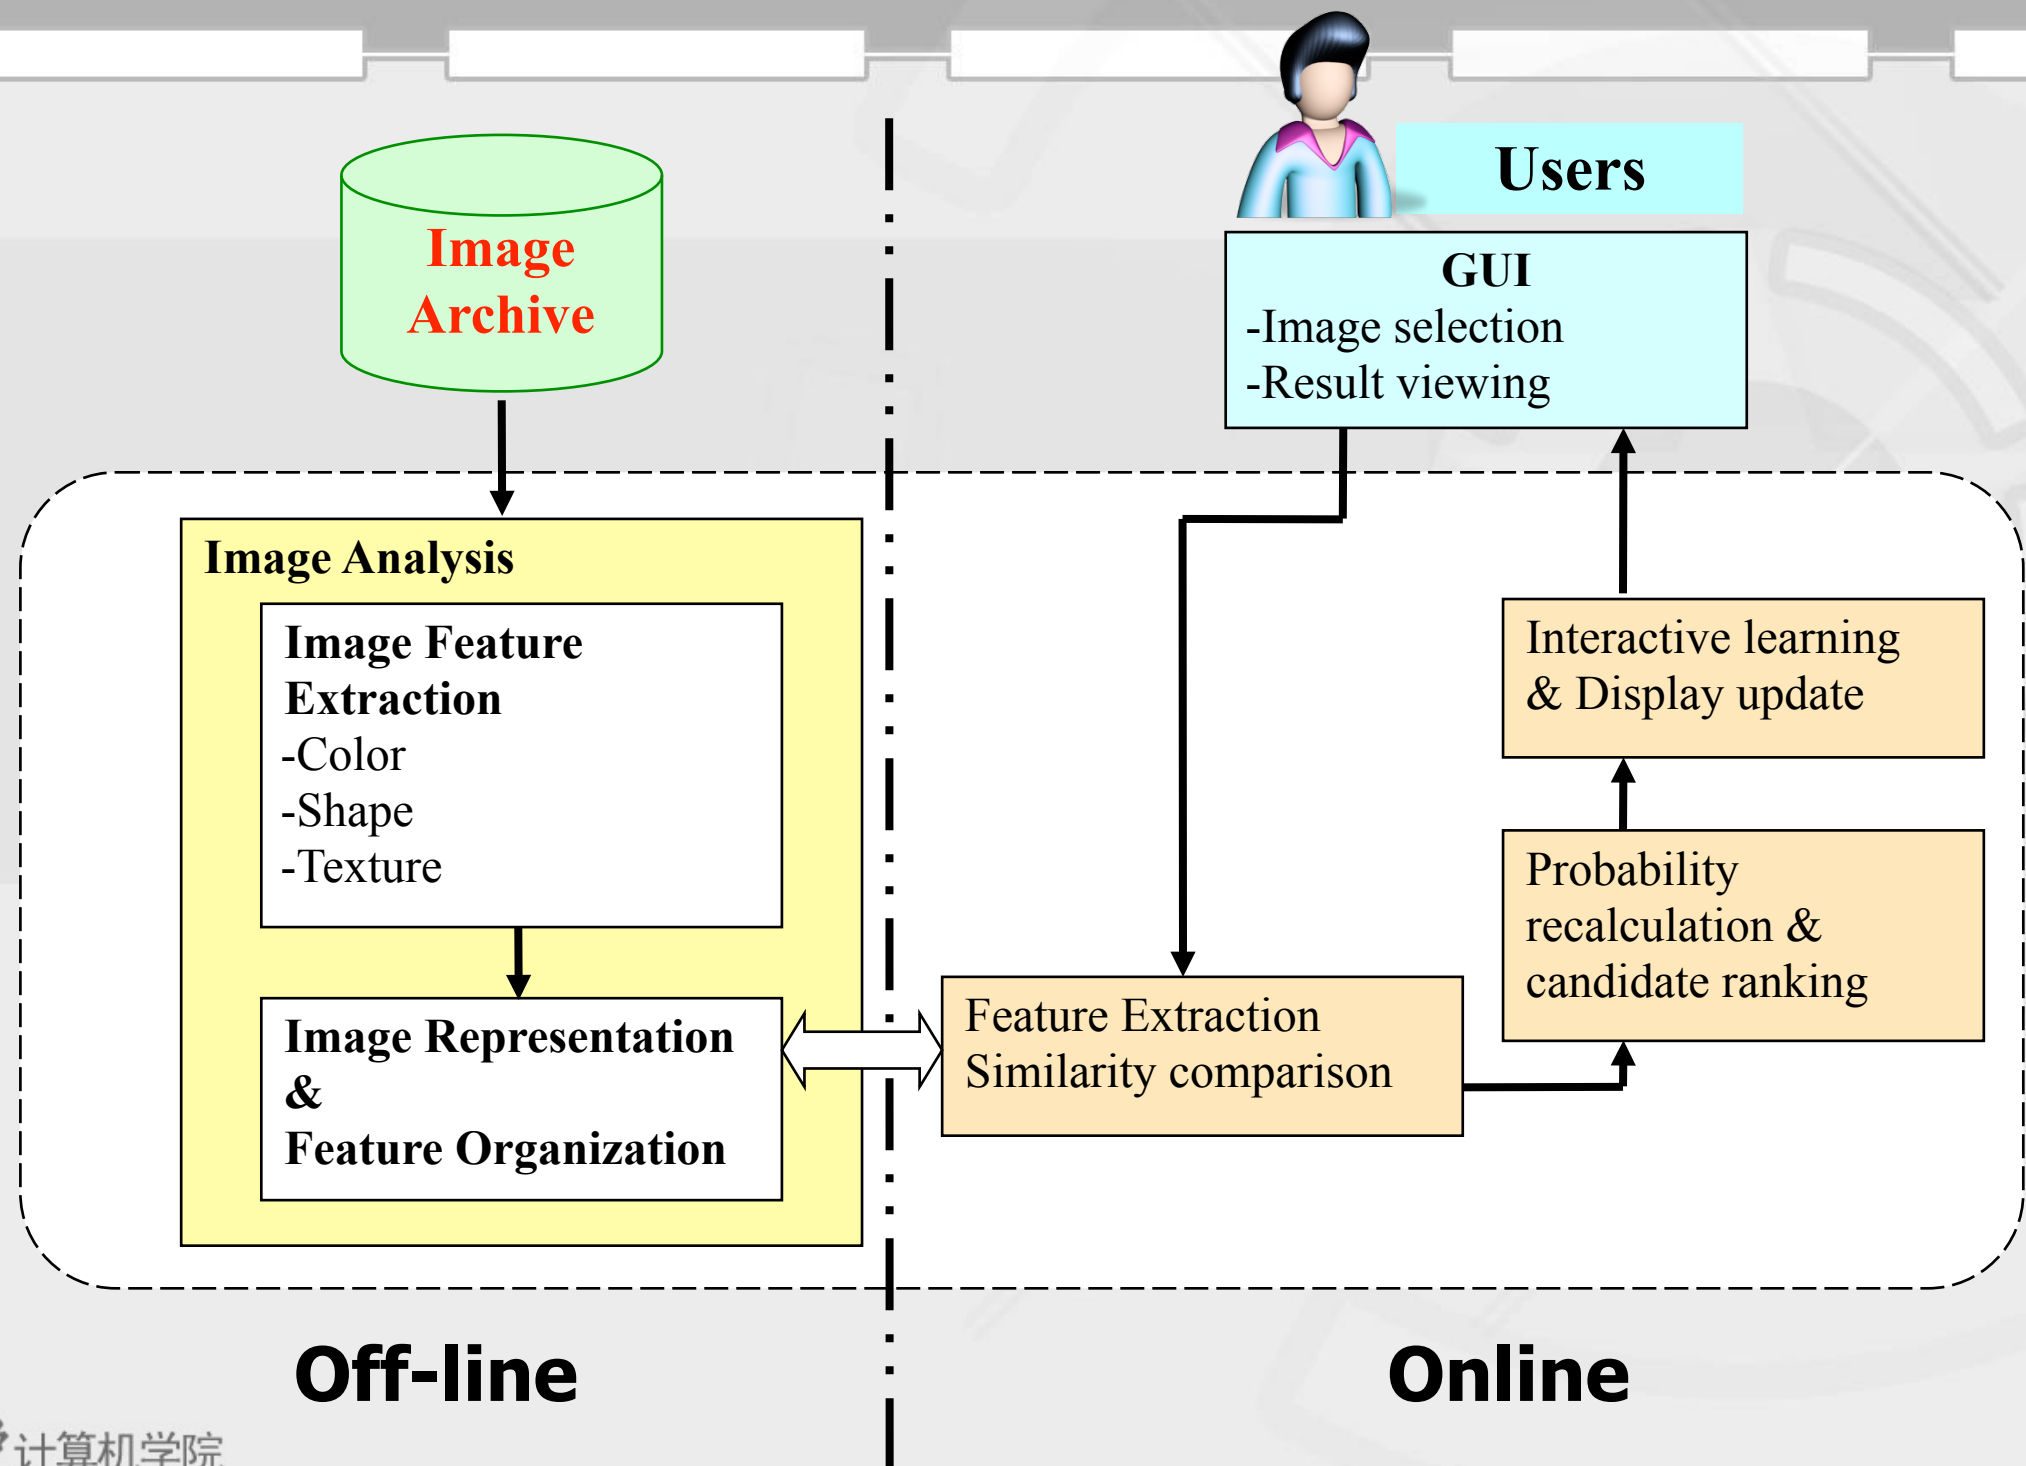 Users
Image
Archive
GUI
-Image selection
-Result viewing
Image Analysis
Image Feature
Extraction
-Color
-Shape
-Texture
Image Representation
&
Feature Organization
Feature Extraction
Similarity comparison
Interactive learning
& Display update
Probability
recalculation &
candidate ranking
Off-line
Online
计算机学院